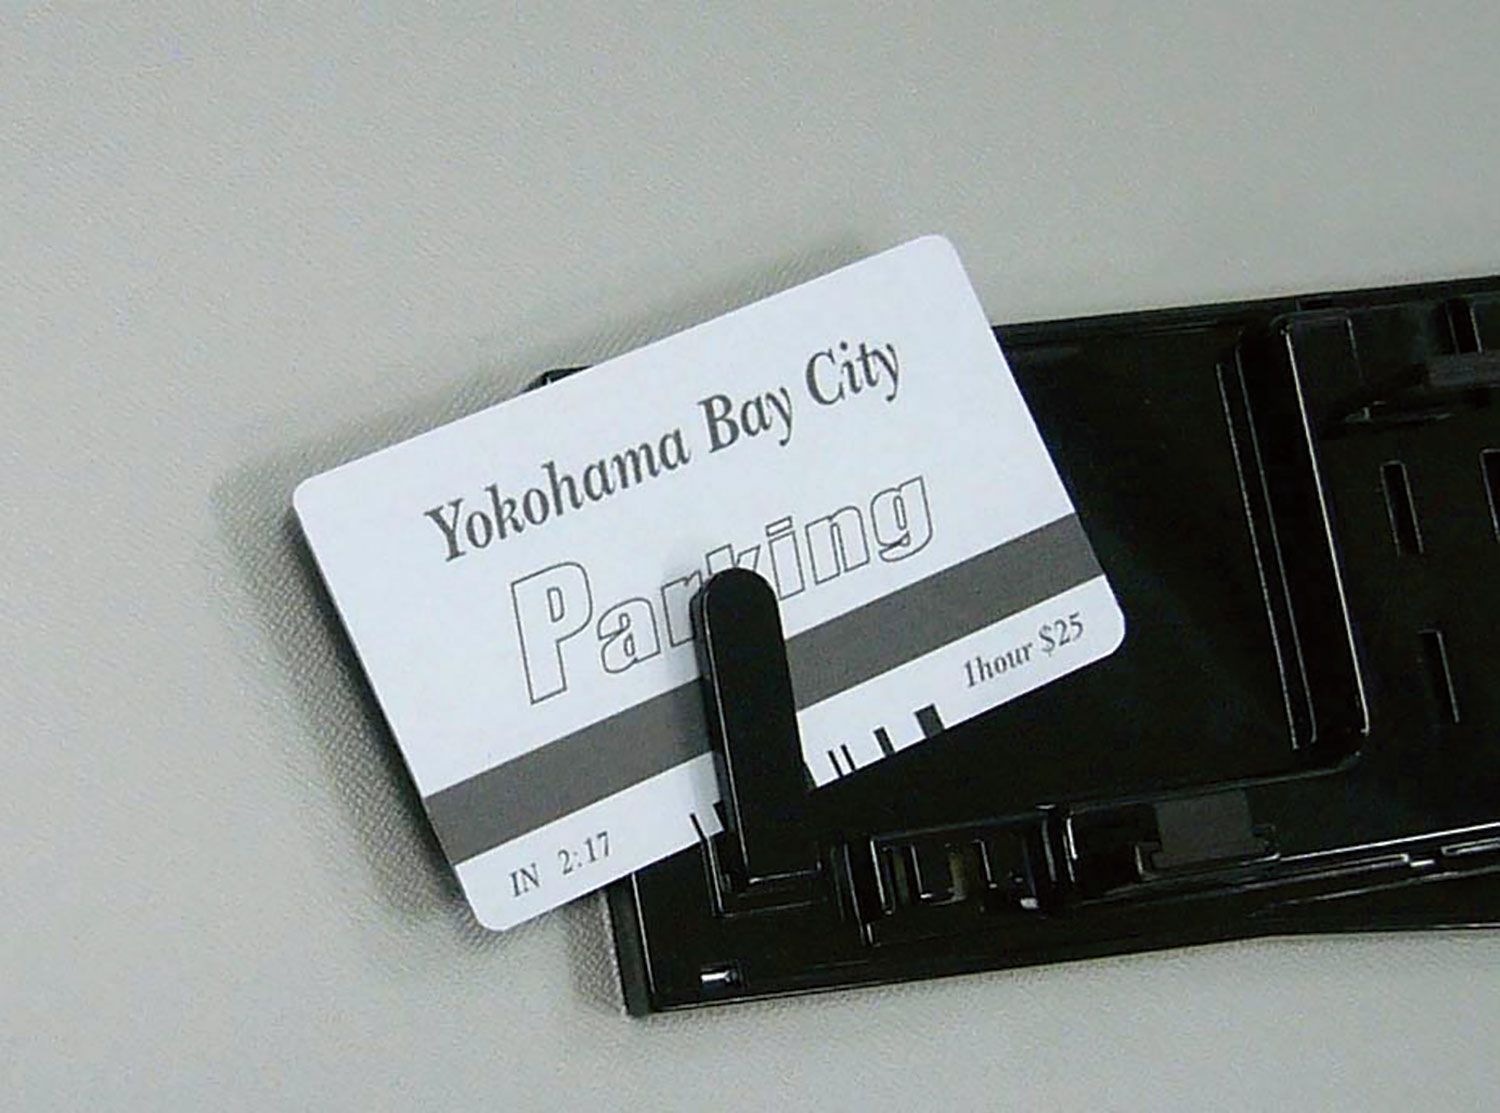 Yokohama Bay City
Parking
1hour $25
IN 2:17